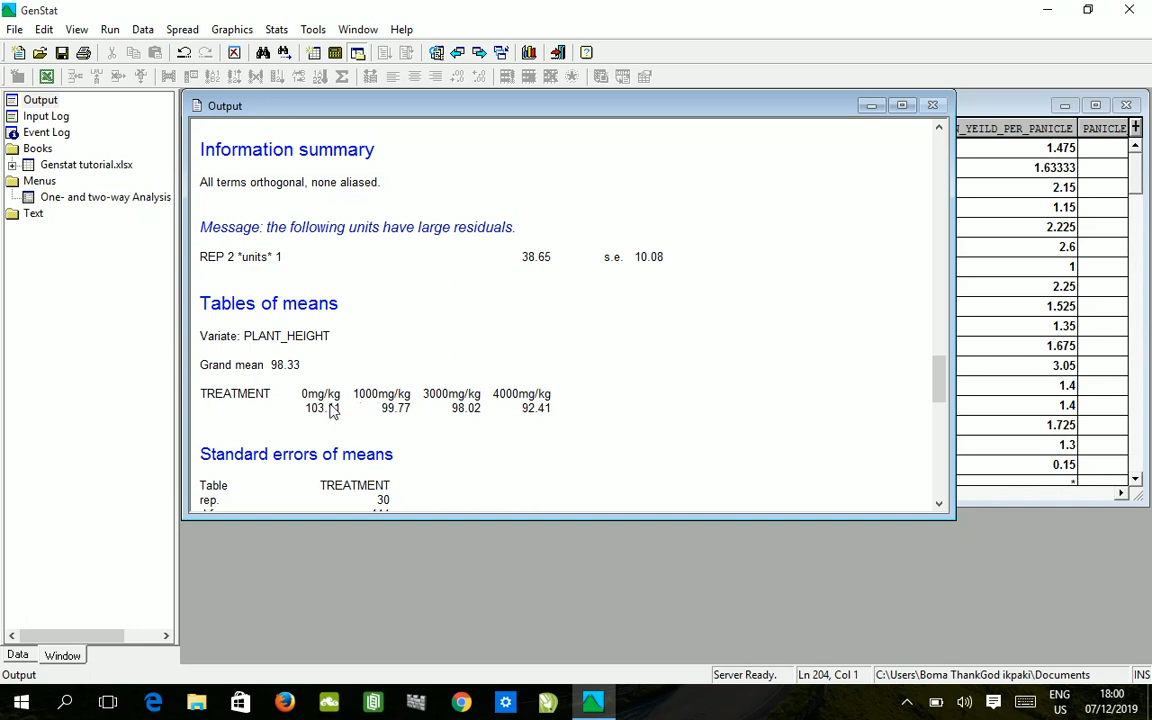 GenStat
File Edit View Run Data Spread Graphics Stats Tools Window Help
Output
Input Log
Event Log
Books
Genstat tutorial.xlsx
Menus
One- and two-way Analysis
Text
Data Window
Output
Information summary
All terms orthogonal, none aliased.
Message: the following units have large residuals.
REP 2 *units* 1 38.65 s.e. 10.08
Tables of means
Variate: PLANT_HEIGHT
Grand mean 98.33
TREATMENT 0mg/kg 1000mg/kg 3000mg/kg 4000mg/kg
99.77 98.02 92.41
Standard errors of means
Table TREATMENT
rep. 30
N_YEILD_PER_PANICLE PANICLE
1.475
1.63333
2.15
1.15
2.225
2.6
1
2.25
1.525
1.35
1.675
3.05
1.4
1.4
1.725
1.3
0.15
*
Output Server Ready. Ln 204, Col 1 C:\Users\Boma ThankGod ikpaki\Documents INS
ENG
US
18:00
07/12/2019